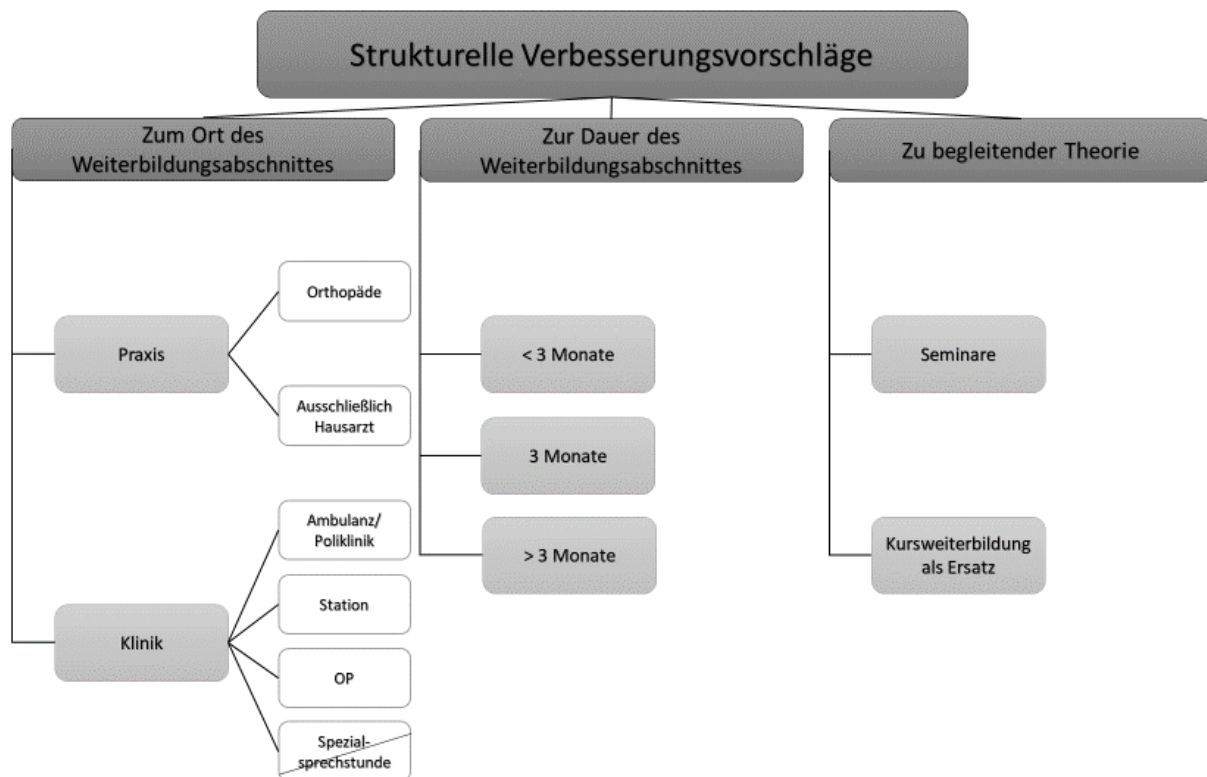 Strukturelle Verbesserungsvorschläge
Zum Ort des
Weiterbildungsabschnittes
Zur Dauer des
Weiterbildungsabschnittes
Zu begleitender Theorie
Praxis
Orthopäde
Ausschließlich
Hausarzt
Klinik
Ambulanz/
Poliklinik
Station
OP
Spezial-
sprechstunde
< 3 Monate
3 Monate
> 3 Monate
Seminare
Kursweiterbildung
als Ersatz